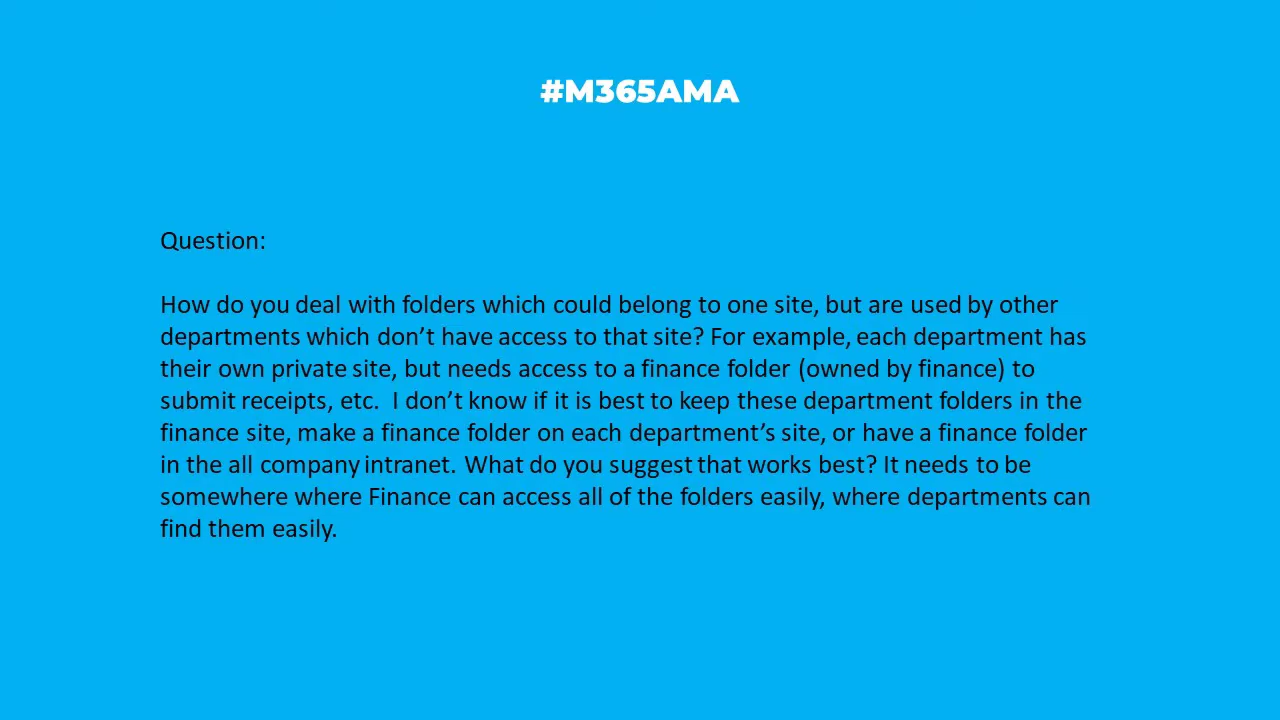 #M365AMA
Question:
How do you deal with folders which could belong to one site, but are used by other
departments which don’t have access to that site? For example, each department has
their own private site, but needs access to a finance folder (owned by finance) to
submit receipts, etc.  I don’t know if it is best to keep these department folders in the
finance site, make a finance folder on each department’s site, or have a finance folder
in the all company intranet. What do you suggest that works best? It needs to be
somewhere where Finance can access all of the folders easily, where departments can
find them easily.